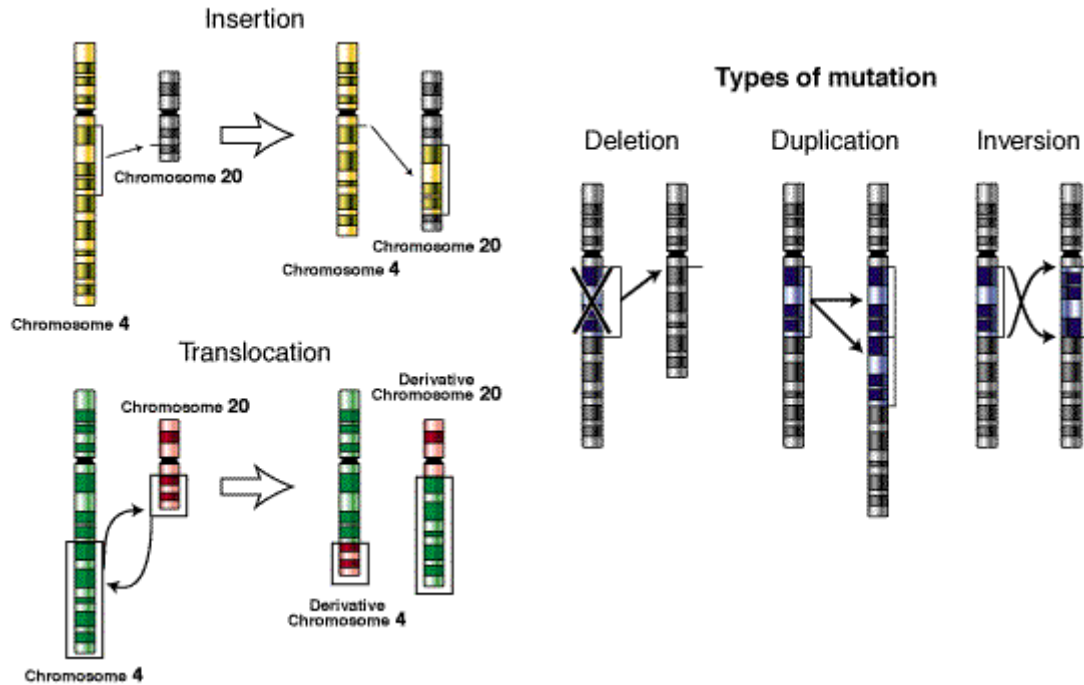 Insertion
Chromosome 20
Chromosome 4
Chromosome 20
Chromosome 4
Translocation
Chromosome 20
Derivative
Chromosome 20
Derivative
Chromosome 4
Chromosome 4
Types of mutation
Deletion
Duplication
Inversion